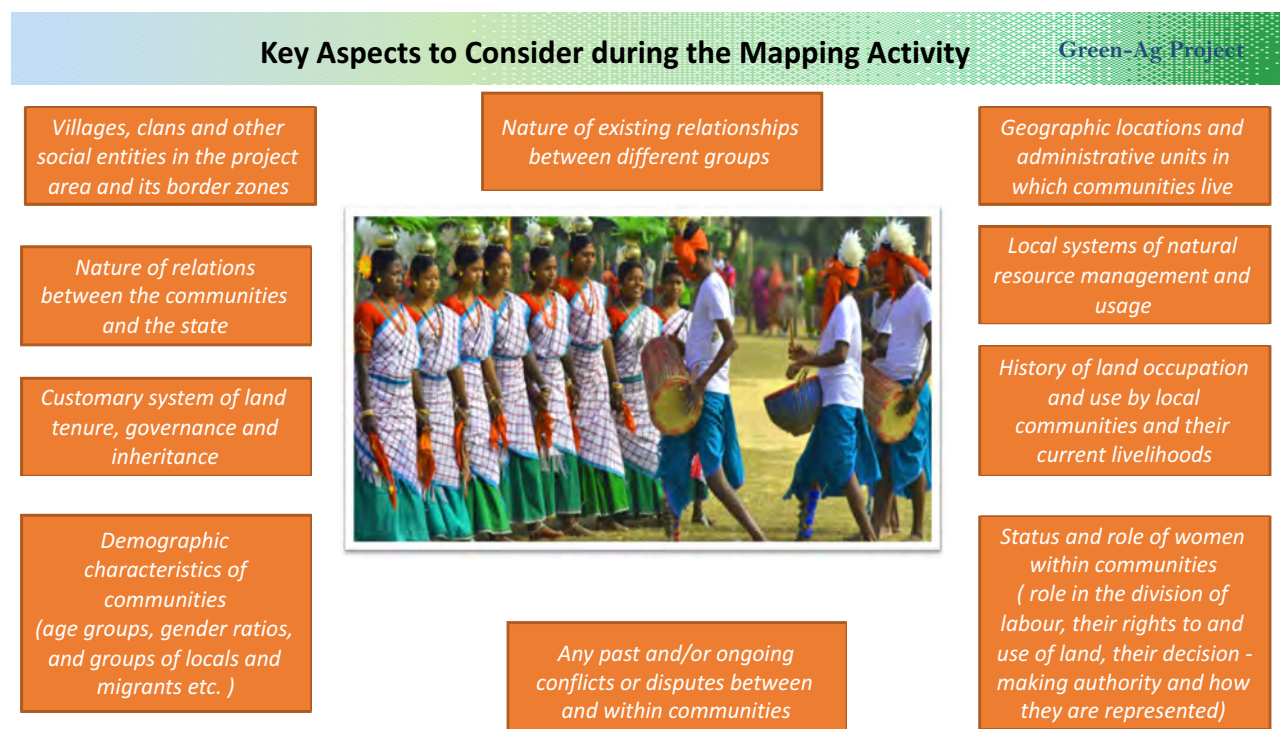 Key Aspects to Consider during the Mapping Activity
Green-Ag Project
Villages, clans and other
social entities in the project
area and its border zones
Nature of existing relationships
between different groups
Geographic locations and
administrative units in
which communities live
Nature of relations
between the communities
and the state
Local systems of natural
resource management and
usage
Customary system of land
tenure, governance and
inheritance
History of land occupation
and use by local
communities and their
current livelihoods
Demographic
characteristics of
communities
(age groups, gender ratios,
and groups of locals and
migrants etc. )
Any past and/or ongoing
conflicts or disputes between
and within communities
Status and role of women
within communities
( role in the division of
labour, their rights to and
use of land, their decision -
making authority and how
they are represented)